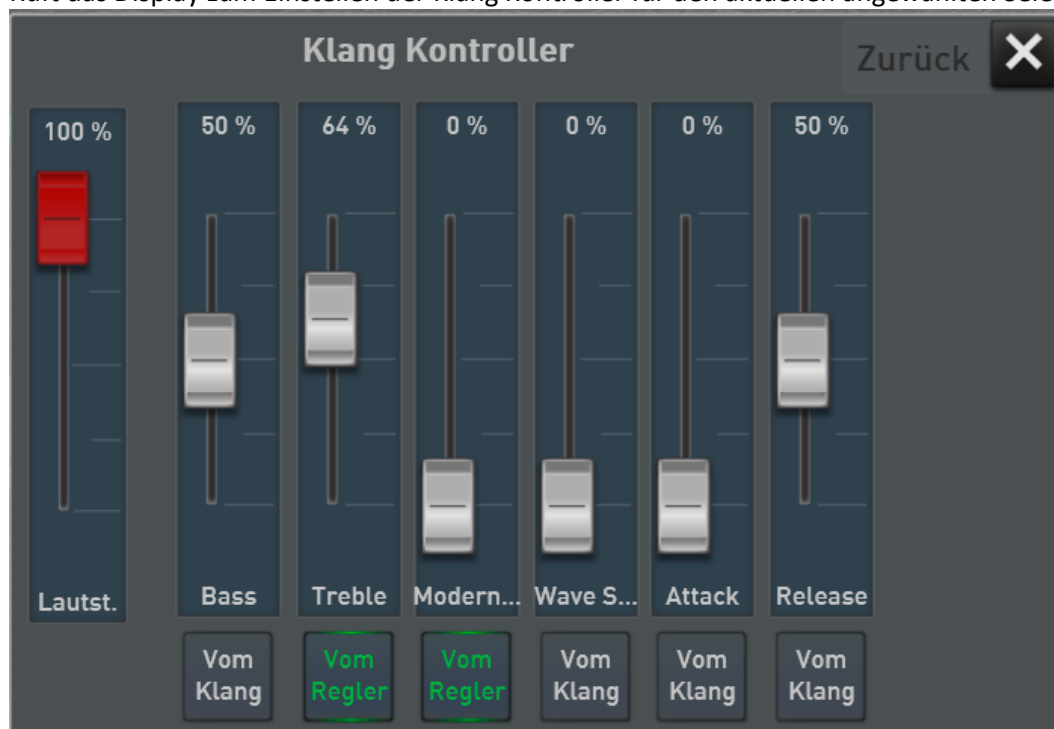 Klang Kontroller
Zurück
100 %
50 %
64 %
0 %
0 %
0 %
50 %
Lautst.
Bass
Treble
Modern...
Wave S...
Attack
Release
Vom
Klang
Vom
Regler
Vom
Regler
Vom
Klang
Vom
Klang
Vom
Klang